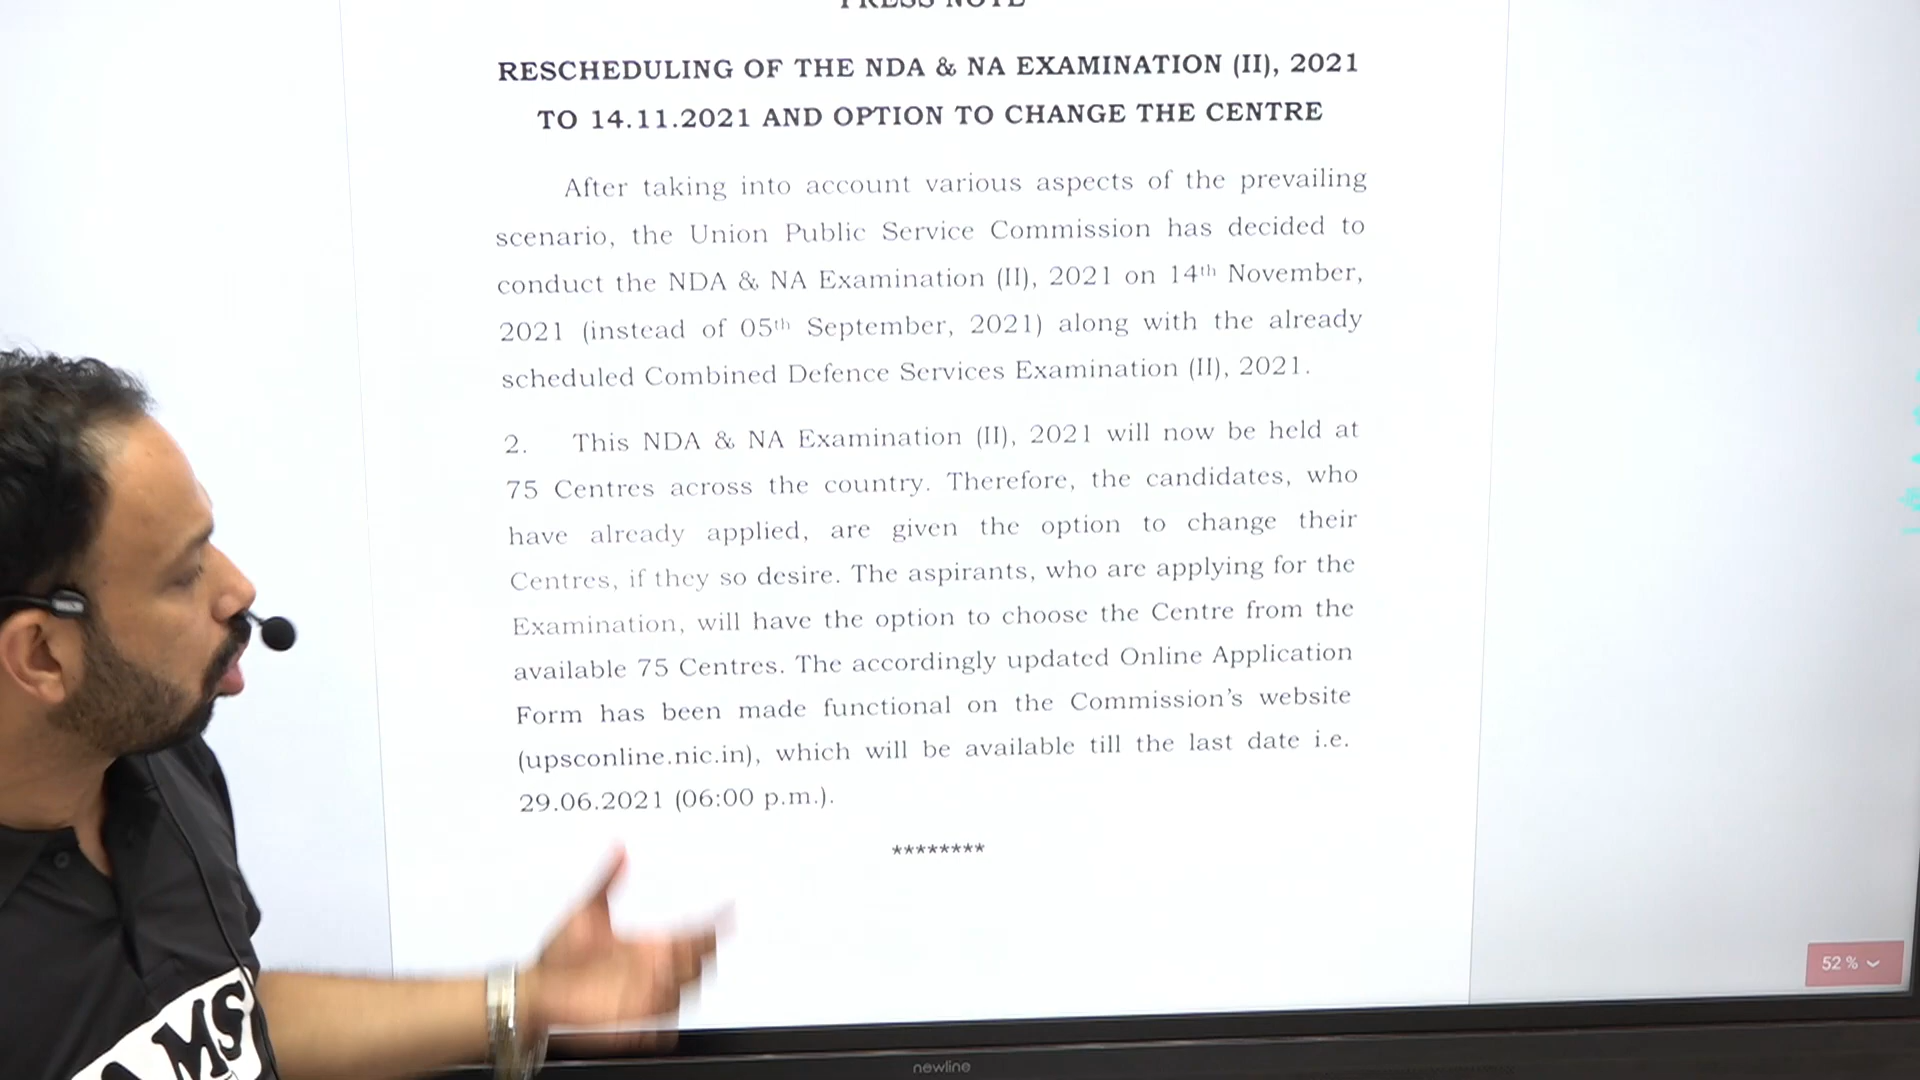 PRESS NOTE
RESCHEDULING OF THE NDA & NA EXAMINATION (II), 2021
TO 14.11.2021 AND OPTION TO CHANGE THE CENTRE
After taking into account various aspects of the prevailing
scenario, the Union Public Service Commission has decided to
conduct the NDA & NA Examination (II), 2021 on 14th November,
2021 (instead of 05th September, 2021) along with the already
scheduled Combined Defence Services Examination (II), 2021.
2. This NDA & NA Examination (II), 2021 will now be held at
75 Centres across the country. Therefore, the candidates, who
have already applied, are given the option to change their
Centres, if they so desire. The aspirants, who are applying for the
Examination, will have the option to choose the Centre from the
available 75 Centres. The accordingly updated Online Application
Form has been made functional on the Commission's website
(upsconline.nic.in), which will be available till the last date i.e.
29.06.2021 (06:00 p.m.).
********
52 %
newline